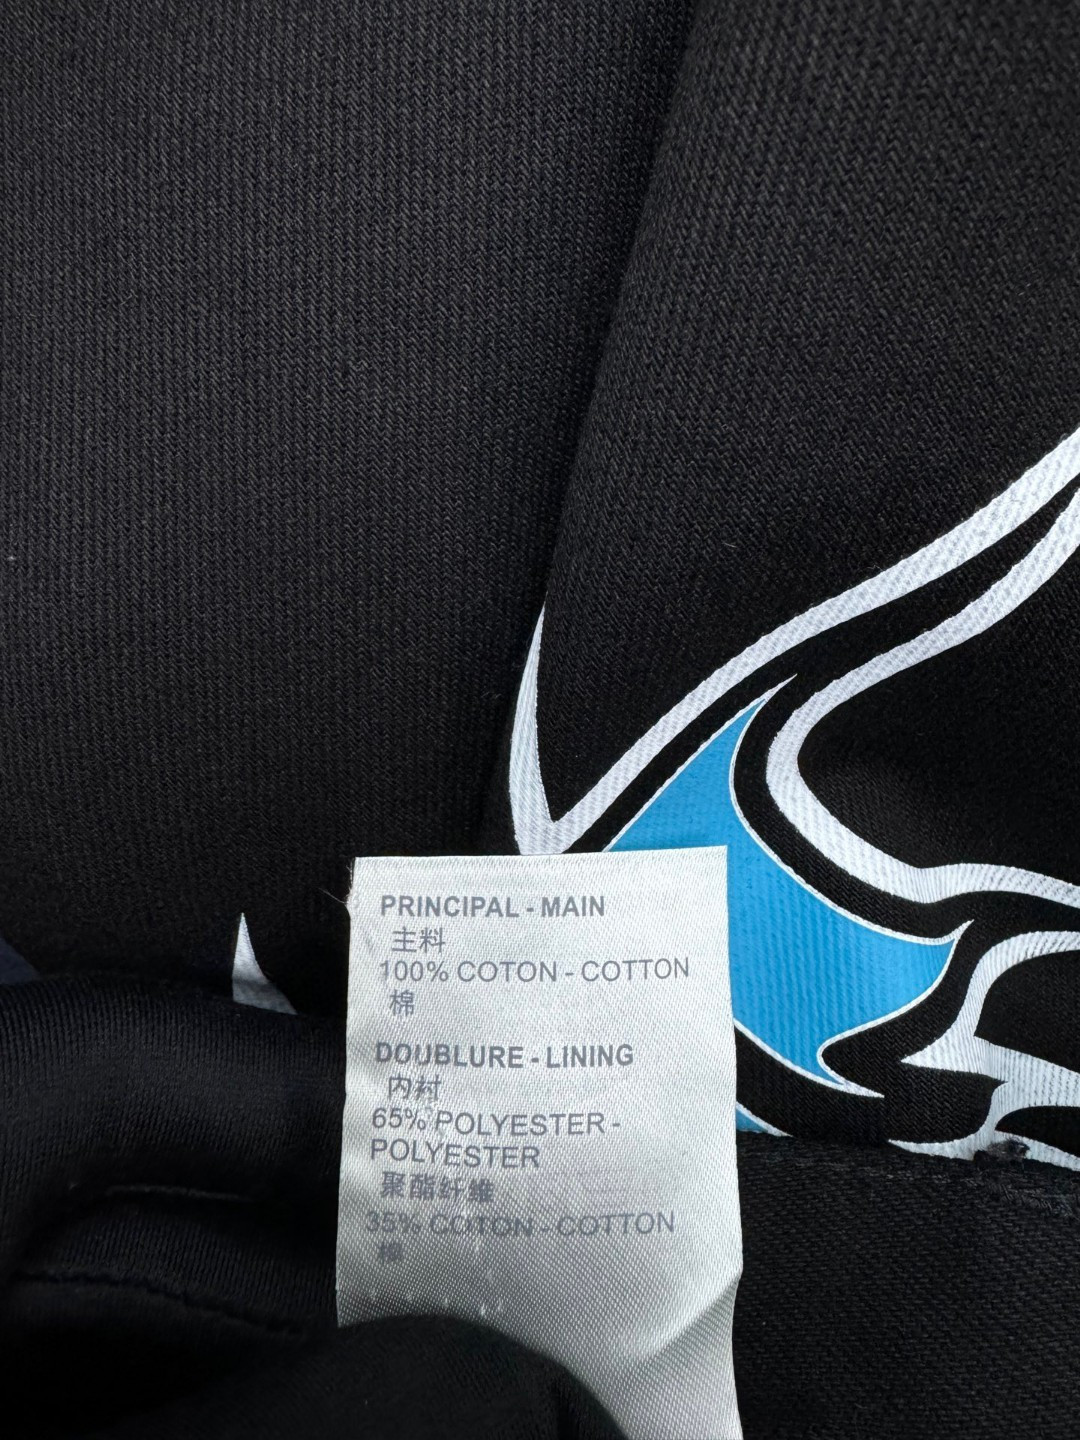 PRINCIPAL - MAIN
主料
100% COTON - COTTON
棉
DOUBLURE - LINING
内衬
65% POLYESTER -
POLYESTER
聚酯纤维
35% COTON - COTTON
棉